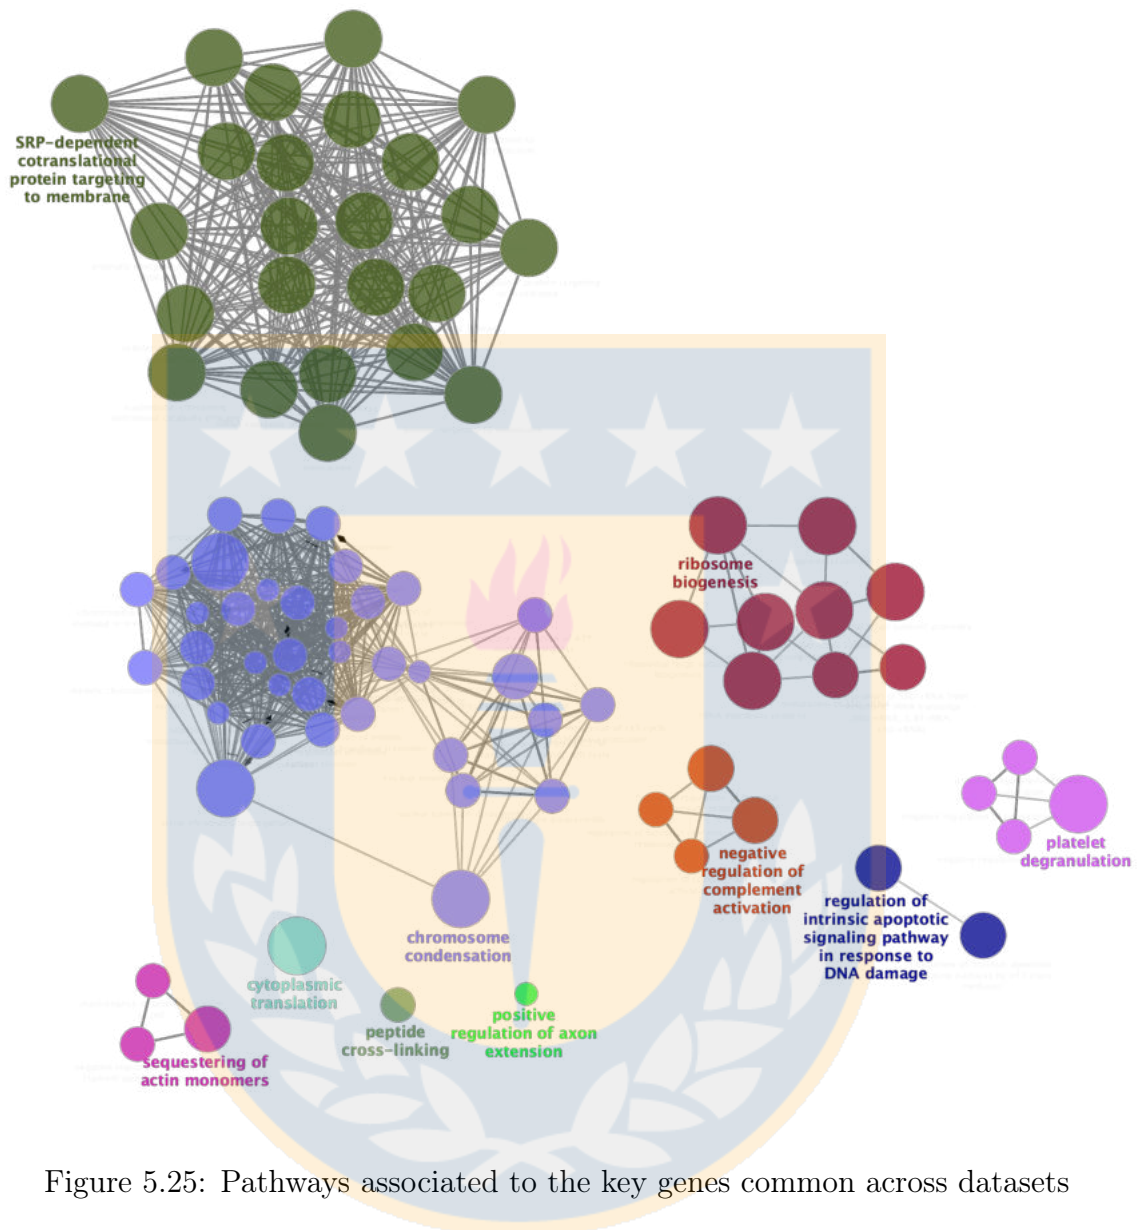 SRP-dependent
cotranslational
protein targeting
to membrane
ribosome
biogenesis
negative
regulation of
complement
activation
platelet
degranulation
regulation of
intrinsic apoptotic
signaling pathway
in response to
DNA damage
chromosome
condensation
cytoplasmic
translation
peptide
cross-linking
positive
regulation of axon
extension
sequestering of
actin monomers
Figure 5.25: Pathways associated to the key genes common across datasets